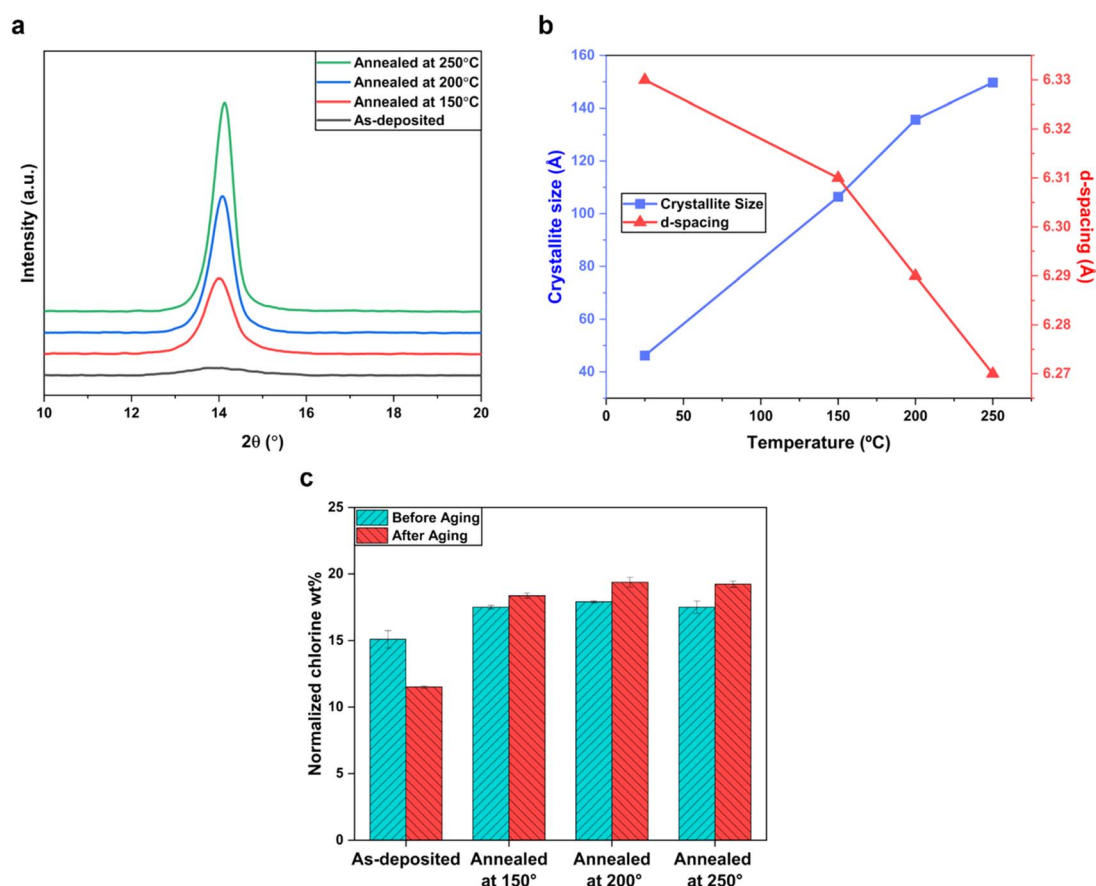 a
Annealed at 250°C
Annealed at 200°C
Annealed at 150°C
As-deposited
Intensity (a.u.)
10 12 14 16 18 20
2θ (°)
b
160
140
120
100
80
60
40
Crystallite size (Å)
Crystallite Size
d-spacing
6.33
6.32
6.31
6.30
6.29
6.28
6.27
d-spacing (Å)
0 50 100 150 200 250
Temperature (ºC)
c
25
20
15
10
5
0
Normalized chlorine wt%
Before Aging
After Aging
As-deposited Annealed Annealed Annealed
at 150° at 200° at 250°